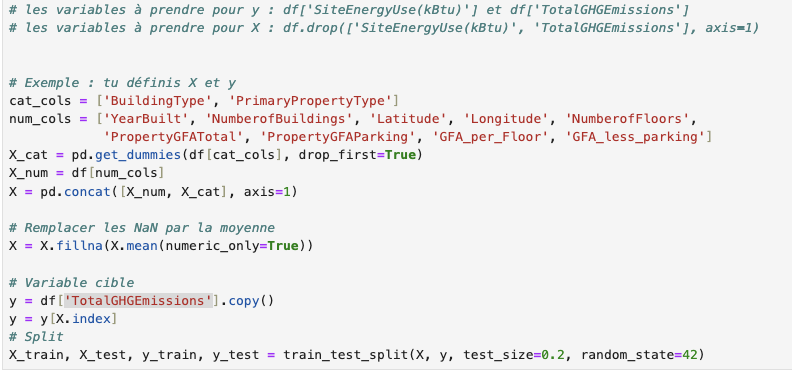 # les variables à prendre pour y : df['SiteEnergyUse(kBtu)'] et df['TotalGHGEmissions']
# les variables à prendre pour X : df.drop(['SiteEnergyUse(kBtu)', 'TotalGHGEmissions'], axis=1)
# Exemple : tu définis X et y
cat_cols = ['BuildingType', 'PrimaryPropertyType']
num_cols = ['YearBuilt', 'NumberofBuildings', 'Latitude', 'Longitude', 'NumberofFloors',
'PropertyGFATotal', 'PropertyGFAParking', 'GFA_per_Floor', 'GFA_less_parking']
X_cat = pd.get_dummies(df[cat_cols], drop_first=True)
X_num = df[num_cols]
X = pd.concat([X_num, X_cat], axis=1)
# Remplacer les NaN par la moyenne
X = X.fillna(X.mean(numeric_only=True))
# Variable cible
y = df['TotalGHGEmissions'].copy()
y = y[X.index]
# Split
X_train, X_test, y_train, y_test = train_test_split(X, y, test_size=0.2, random_state=42)